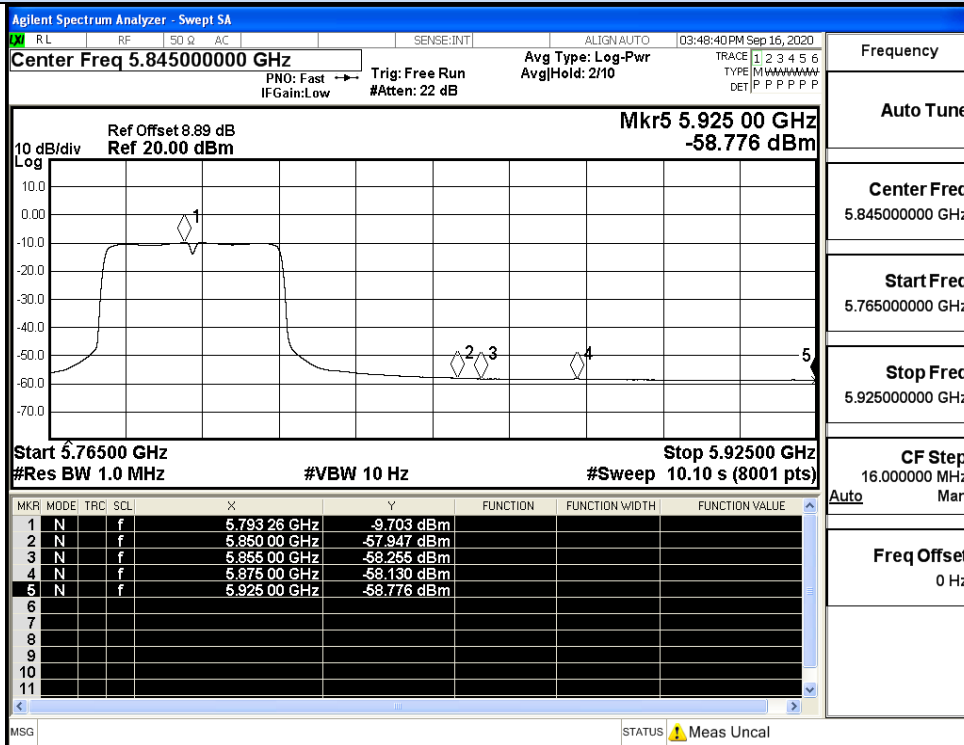 Agilent Spectrum Analyzer - Swept SA
LXI RL RF 50 Ω AC SENSE:INT ALIGN AUTO 03:48:40 PM Sep 16, 2020
Center Freq 5.845000000 GHz
PNO: Fast
IFGain:Low
Trig: Free Run
#Atten: 22 dB
Avg Type: Log-Pwr
Avg|Hold: 2/10
TRACE 1 2 3 4 5 6
TYPE M
DET P P P P P P
Frequency
Auto Tune
Center Freq
5.845000000 GHz
Start Freq
5.765000000 GHz
Stop Freq
5.925000000 GHz
CF Step
16.000000 MHz
Auto Man
Freq Offset
0 Hz
Mkr5 5.925 00 GHz
-58.776 dBm
Ref Offset 8.89 dB
10 dB/div Ref 20.00 dBm
Log
10.0
0.00
-10.0
-20.0
-30.0
-40.0
-50.0
-60.0
-70.0
1
2
3
4
5
Start 5.76500 GHz Stop 5.92500 GHz
#Res BW 1.0 MHz #VBW 10 Hz #Sweep 10.10 s (8001 pts)
MKR MODE TRC SCL X Y FUNCTION FUNCTION WIDTH FUNCTION VALUE
1 N f 5.793 26 GHz -9.703 dBm
2 N f 5.850 00 GHz -57.947 dBm
3 N f 5.855 00 GHz -58.255 dBm
4 N f 5.875 00 GHz -58.130 dBm
5 N f 5.925 00 GHz -58.776 dBm
6
7
8
9
10
11
MSG STATUS Meas Uncal